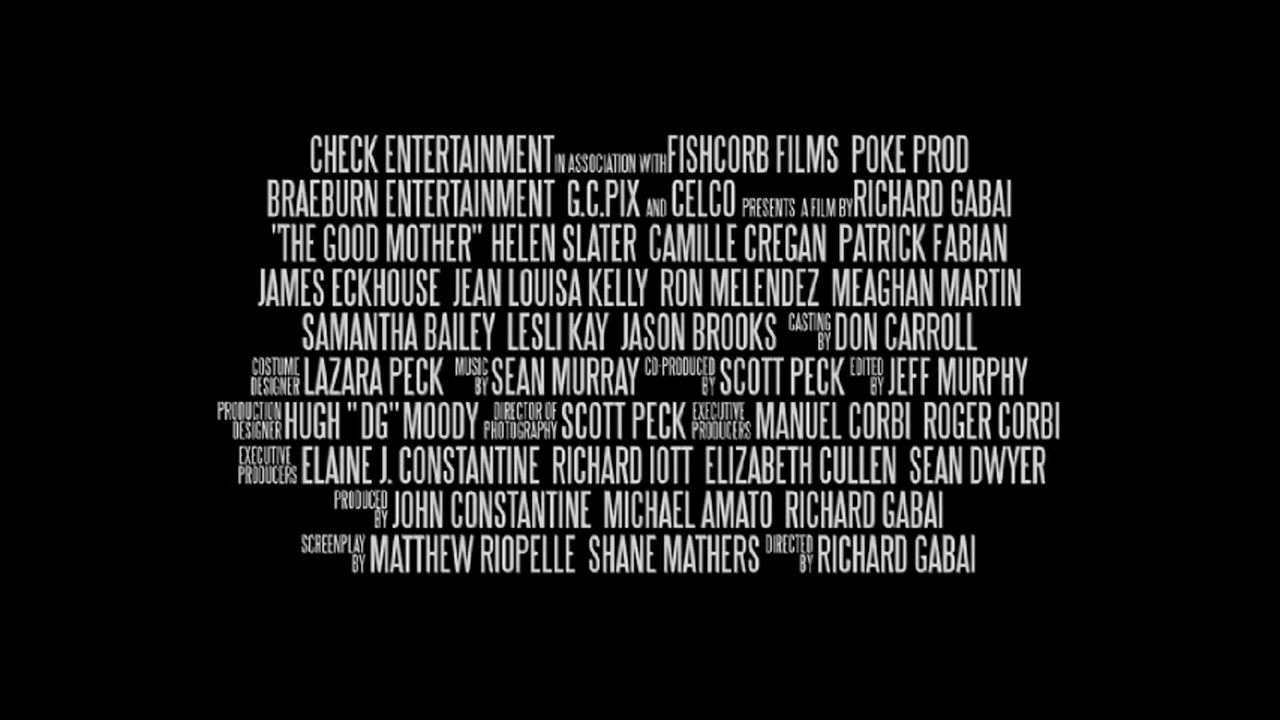 CHECK ENTERTAINMENT IN ASSOCIATION WITH FISHCORB FILMS POKE PROD
BRAEBURN ENTERTAINMENT G.C.PIX AND CELCO PRESENTS A FILM BY RICHARD GABAI
"THE GOOD MOTHER" HELEN SLATER CAMILLE CREGAN PATRICK FABIAN
JAMES ECKHOUSE JEAN LOUISA KELLY RON MELENDEZ MEAGHAN MARTIN
SAMANTHA BAILEY LESLI KAY JASON BROOKS CASTING BY DON CARROLL
COSTUME DESIGNER LAZARA PECK MUSIC BY SEAN MURRAY CO-PRODUCED BY SCOTT PECK EDITED BY JEFF MURPHY
PRODUCTION DESIGNER HUGH "DG" MOODY DIRECTOR OF PHOTOGRAPHY SCOTT PECK EXECUTIVE PRODUCERS MANUEL CORBI ROGER CORBI
EXECUTIVE PRODUCERS ELAINE J. CONSTANTINE RICHARD IOTT ELIZABETH CULLEN SEAN DWYER
PRODUCED BY JOHN CONSTANTINE MICHAEL AMATO RICHARD GABAI
SCREENPLAY BY MATTHEW RIOPELLE SHANE MATHERS DIRECTED BY RICHARD GABAI